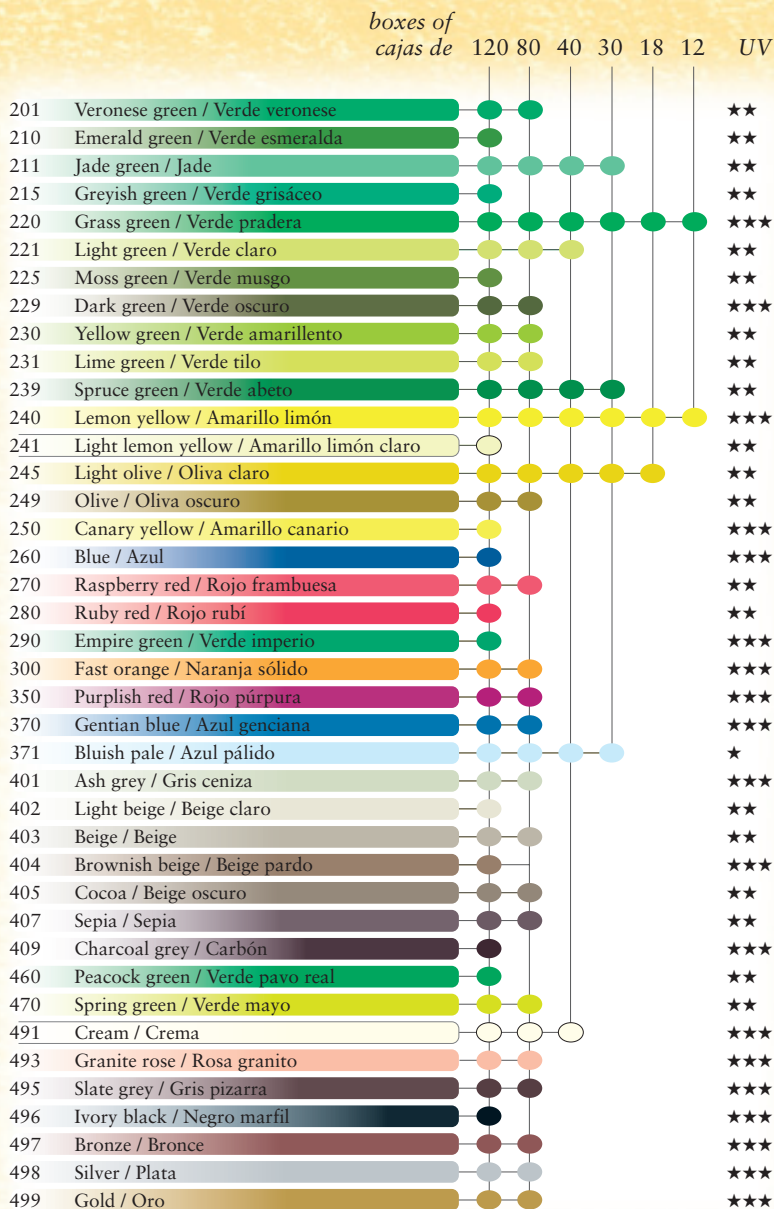 boxes of
cajas de 120 80 40 30 18 12 UV
201 Veronese green / Verde veronese ★★
210 Emerald green / Verde esmeralda ★★
211 Jade green / Jade ★★
215 Greyish green / Verde grisáceo ★★
220 Grass green / Verde pradera ★★★
221 Light green / Verde claro ★★
225 Moss green / Verde musgo ★★
229 Dark green / Verde oscuro ★★★
230 Yellow green / Verde amarillento ★★
231 Lime green / Verde tilo ★★
239 Spruce green / Verde abeto ★★
240 Lemon yellow / Amarillo limón ★★★
241 Light lemon yellow / Amarillo limón claro ★★
245 Light olive / Oliva claro ★★
249 Olive / Oliva oscuro ★★
250 Canary yellow / Amarillo canario ★★★
260 Blue / Azul ★★★
270 Raspberry red / Rojo frambuesa ★★
280 Ruby red / Rojo rubí ★★
290 Empire green / Verde imperio ★★★
300 Fast orange / Naranja sólido ★★★
350 Purplish red / Rojo púrpura ★★★
370 Gentian blue / Azul genciana ★★★
371 Bluish pale / Azul pálido ★
401 Ash grey / Gris ceniza ★★★
402 Light beige / Beige claro ★★
403 Beige / Beige ★★
404 Brownish beige / Beige pardo ★★★
405 Cocoa / Beige oscuro ★★
407 Sepia / Sepia ★★
409 Charcoal grey / Carbón ★★★
460 Peacock green / Verde pavo real ★★
470 Spring green / Verde mayo ★★
491 Cream / Crema ★★★
493 Granite rose / Rosa granito ★★★
495 Slate grey / Gris pizarra ★★★
496 Ivory black / Negro marfil ★★★
497 Bronze / Bronce ★★★
498 Silver / Plata ★★★
499 Gold / Oro ★★★